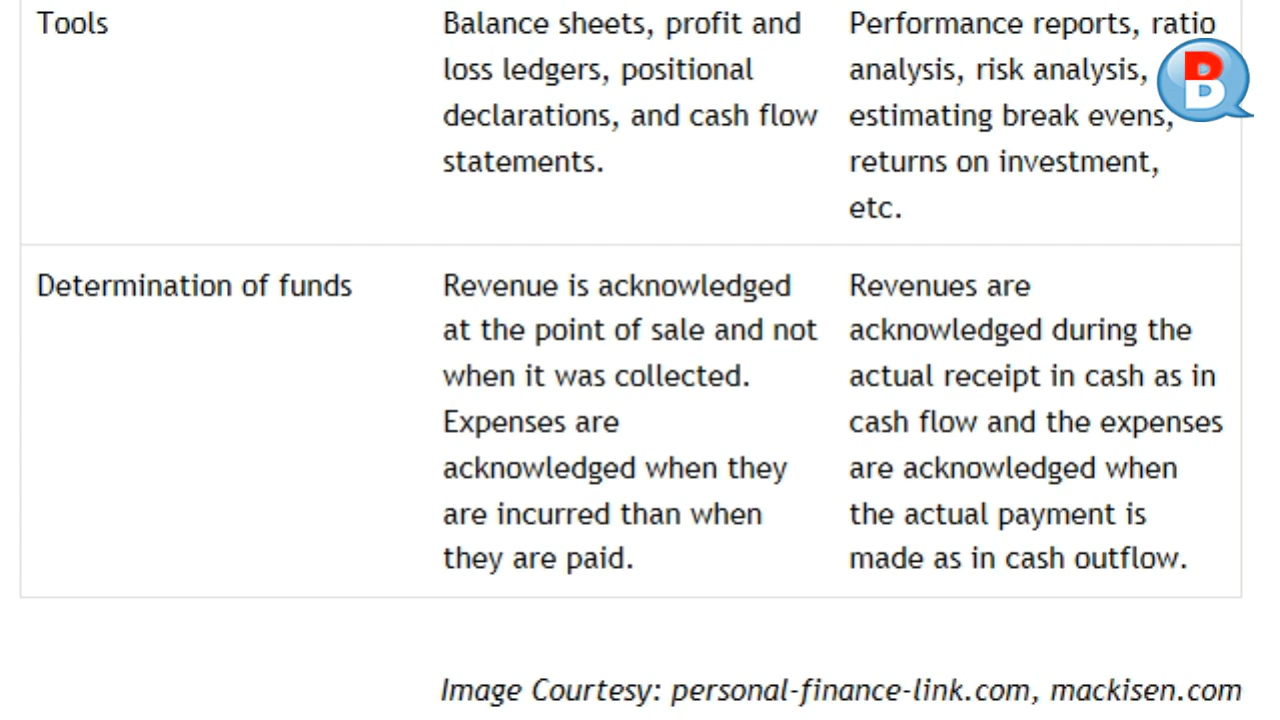 Tools
Balance sheets, profit and
loss ledgers, positional
declarations, and cash flow
statements.
Performance reports, ratio
analysis, risk analysis,
estimating break evens,
returns on investment,
etc.
Determination of funds
Revenue is acknowledged
at the point of sale and not
when it was collected.
Expenses are
acknowledged when they
are incurred than when
they are paid.
Revenues are
acknowledged during the
actual receipt in cash as in
cash flow and the expenses
are acknowledged when
the actual payment is
made as in cash outflow.
Image Courtesy: personal-finance-link.com, mackisen.com
B